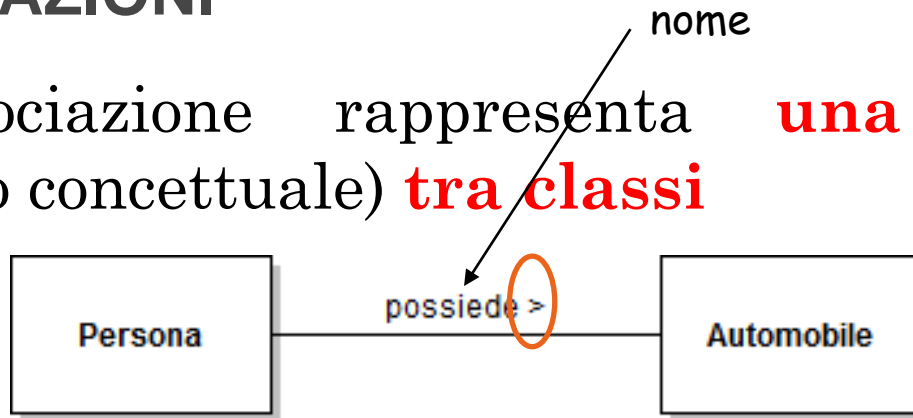 AZIONI
nome
ociazione rappresenta una
o concettuale) tra classi
possiede >
Persona
Automobile